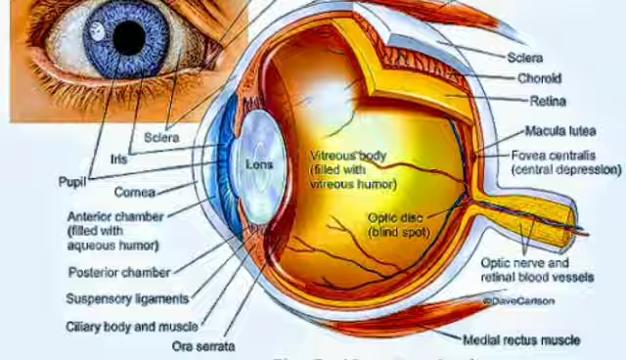 Sclera
Iris
Pupil
Cornea
Anterior chamber
(filled with
aqueous humor)
Posterior chamber
Suspensory ligaments
Ciliary body and muscle
Ora serrata
Lens
Vitreous body
(filled with
vitreous humor)
Optic disc
(blind spot)
Sclera
Choroid
Retina
Macula lutea
Fovea centralis
(central depression)
Optic nerve and
retinal blood vessels
@DaveCarlson
Medial rectus muscle